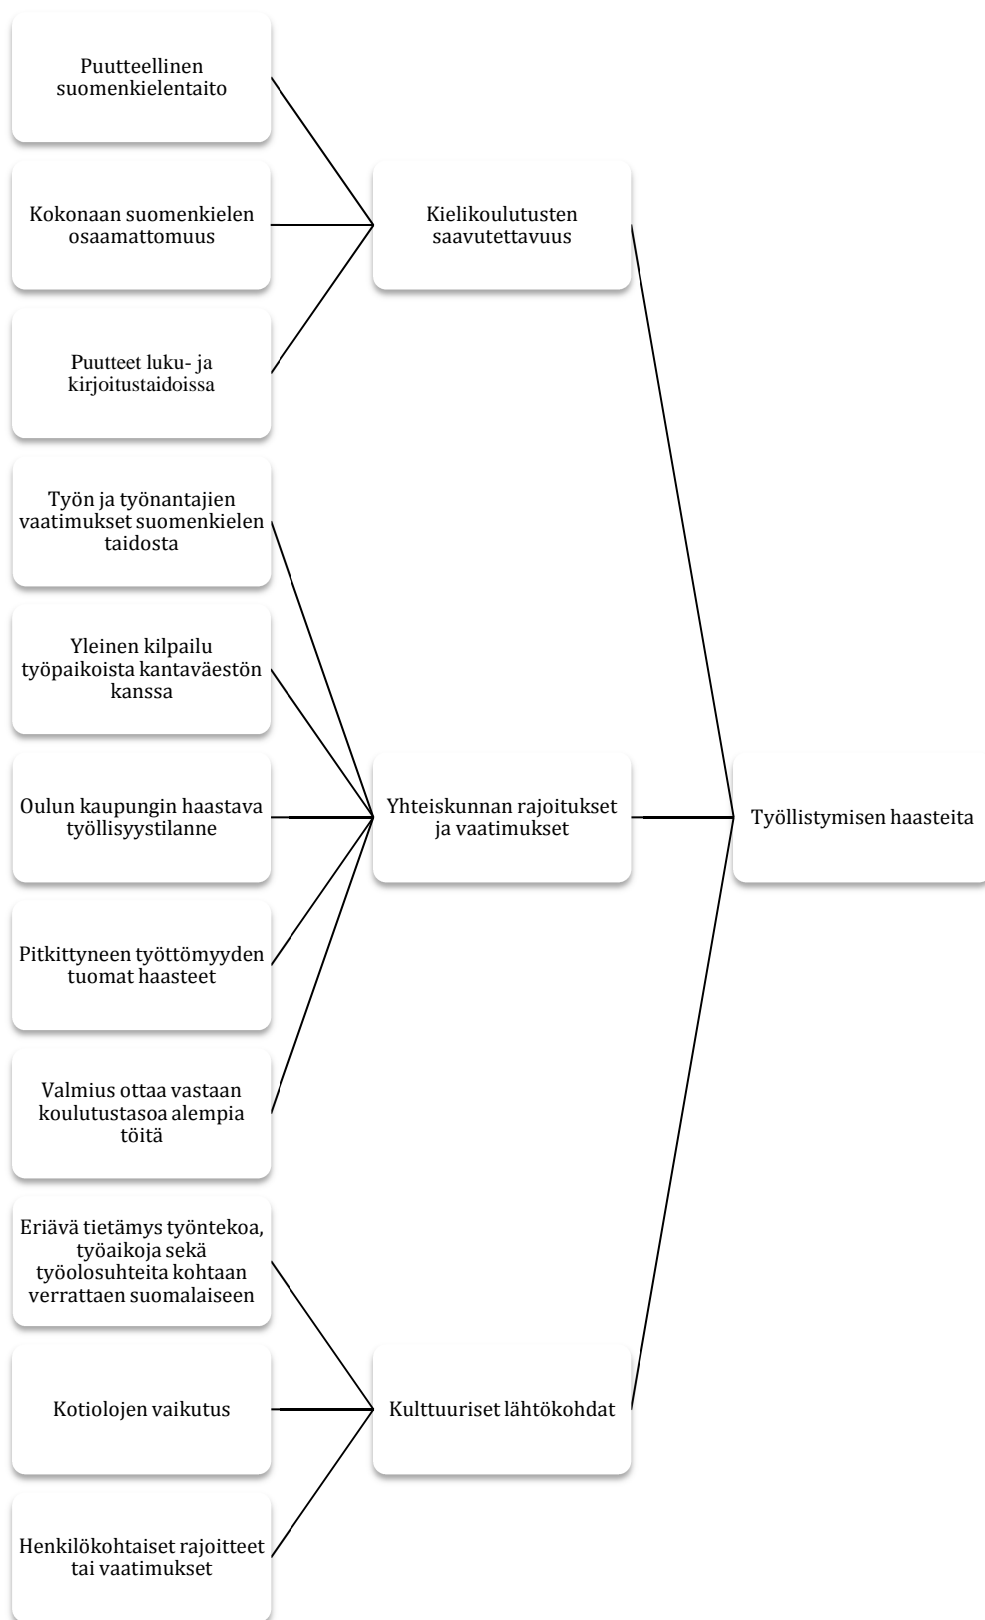 Puutteellinen
suomenkielentaito
Kokonaan suomenkielen
osaamattomuus
Puutteet luku- ja
kirjoitustaidoissa
Työn ja työnantajien
vaatimukset suomenkielen
taidosta
Yleinen kilpailu
työpaikoista kantaväestön
kanssa
Oulun kaupungin haastava
työllisyystilanne
Pitkittyneen työttömyyden
tuomat haasteet
Valmius ottaa vastaan
koulutustasoa alempia
töitä
Eriävä tietämys työntekoa,
työaikoja sekä
työolosuhteita kohtaan
verrattaen suomalaiseen
Kotiolojen vaikutus
Henkilökohtaiset rajoitteet
tai vaatimukset
Kielikoulutusten
saavutettavuus
Yhteiskunnan rajoitukset
ja vaatimukset
Kulttuuriset lähtökohdat
Työllistymisen haasteita